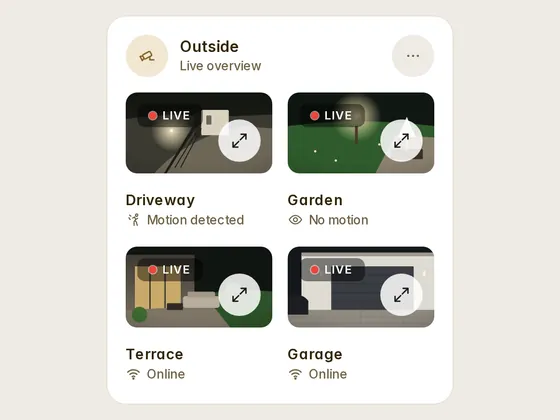 Outside
Live overview
LIVE
LIVE
Driveway
Motion detected
Garden
No motion
LIVE
LIVE
Terrace
Online
Garage
Online